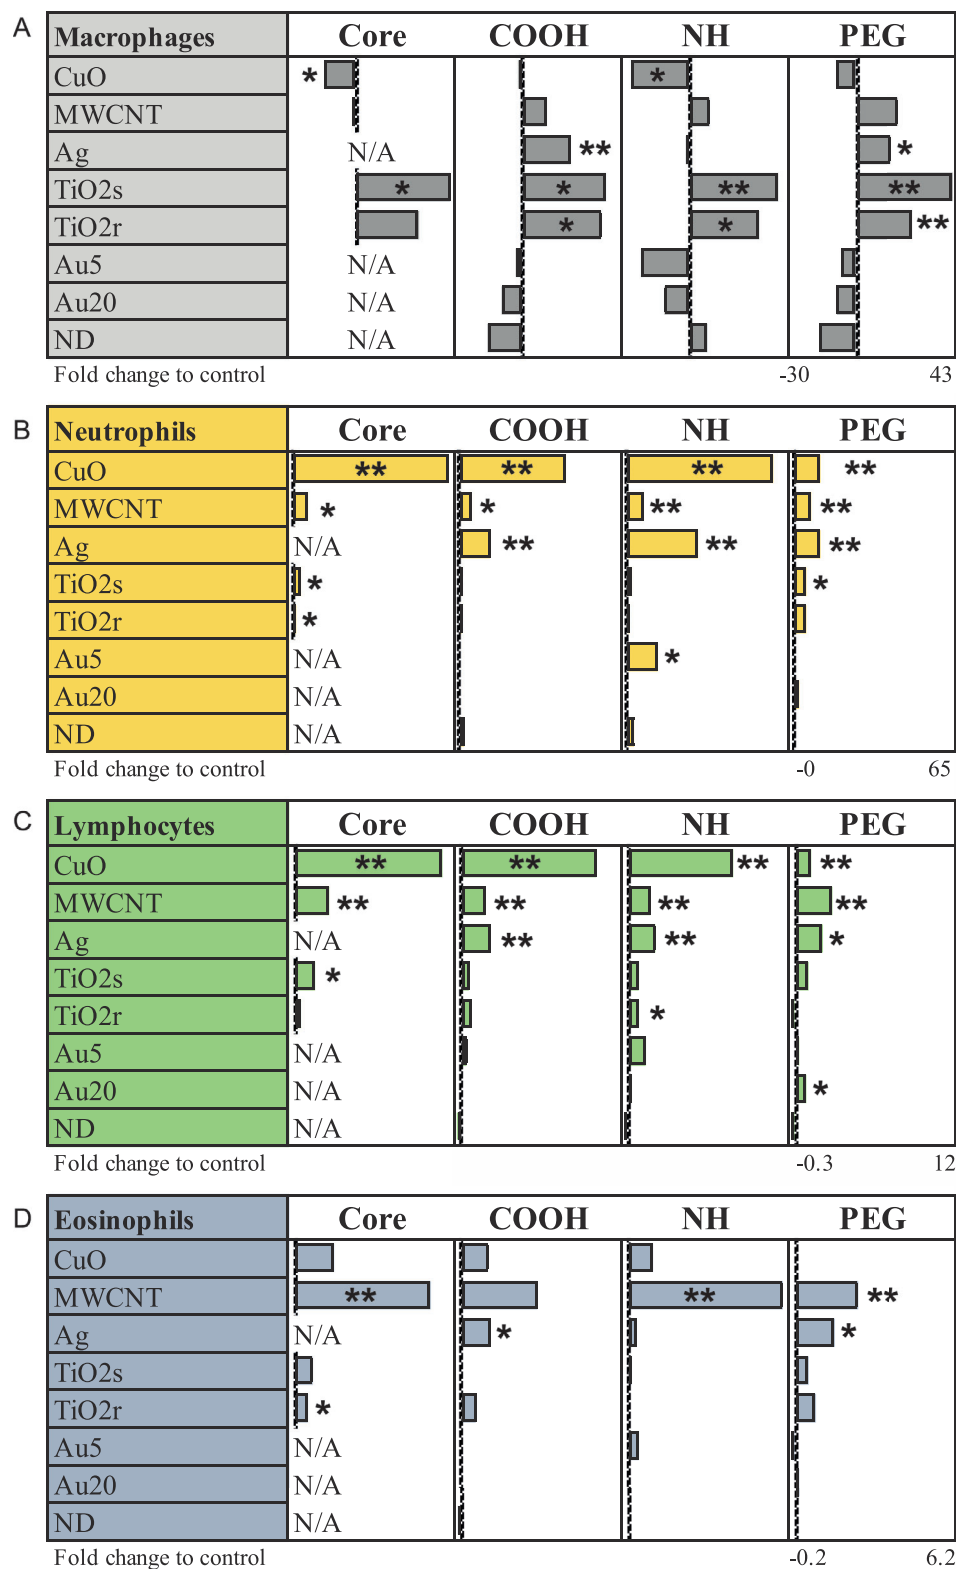 A
Macrophages Core COOH NH PEG
CuO * *
MWCNT
Ag N/A ** *
TiO2s * * ** **
TiO2r * * **
Au5 N/A
Au20 N/A
ND N/A
Fold change to control -30 43
B
Neutrophils Core COOH NH PEG
CuO ** ** ** **
MWCNT * * ** **
Ag N/A ** ** **
TiO2s * *
TiO2r *
Au5 N/A *
Au20 N/A
ND N/A
Fold change to control -0 65
C
Lymphocytes Core COOH NH PEG
CuO ** ** ** **
MWCNT ** ** ** **
Ag N/A ** ** *
TiO2s *
TiO2r *
Au5 N/A
Au20 N/A *
ND N/A
Fold change to control -0.3 12
D
Eosinophils Core COOH NH PEG
CuO
MWCNT ** ** **
Ag N/A * *
TiO2s
TiO2r *
Au5 N/A
Au20 N/A
ND N/A
Fold change to control -0.2 6.2